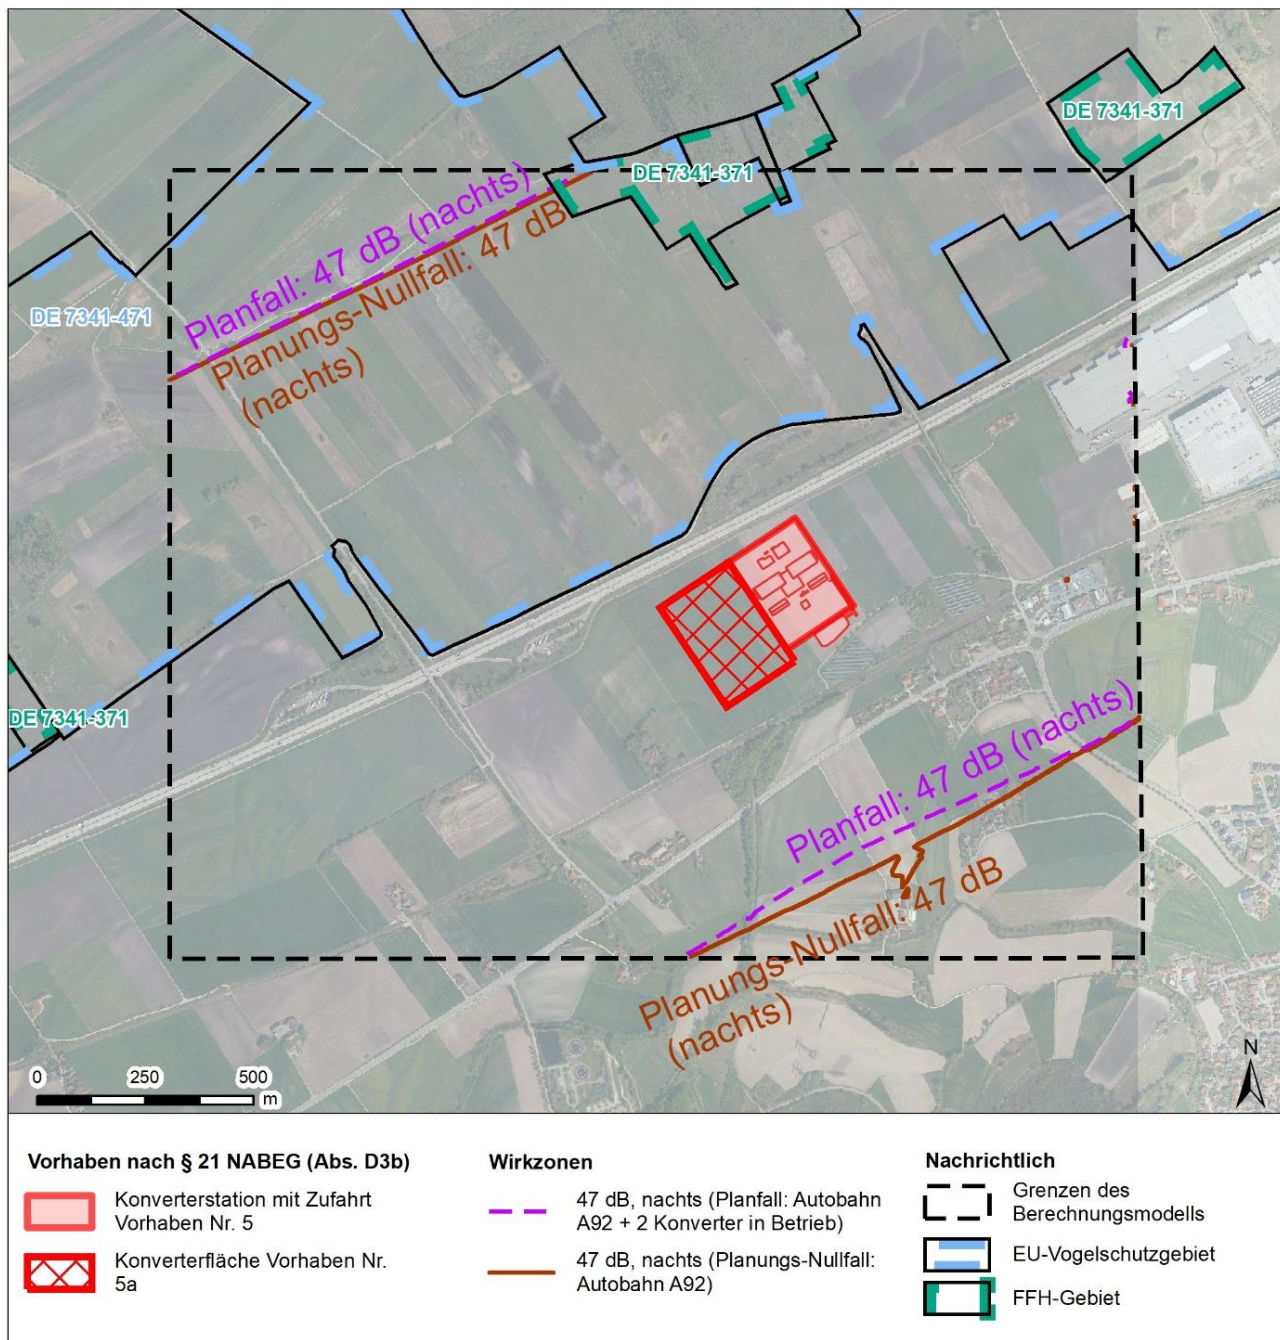 DE 7341-371
DE 7341-371
Planfall: 47 dB (nachts)
Planungs-Nullfall: 47 dB
(nachts)
DE 7341-471
DE 7341-371
Planfall: 47 dB (nachts)
Planungs-Nullfall: 47 dB
(nachts)
N
0 250 500
m
Vorhaben nach § 21 NABEG (Abs. D3b)
Konverterstation mit Zufahrt
Vorhaben Nr. 5
Konverterfläche Vorhaben Nr.
5a
Wirkzonen
47 dB, nachts (Planfall: Autobahn
A92 + 2 Konverter in Betrieb)
47 dB, nachts (Planungs-Nullfall:
Autobahn A92)
Nachrichtlich
Grenzen des
Berechnungsmodells
EU-Vogelschutzgebiet
FFH-Gebiet